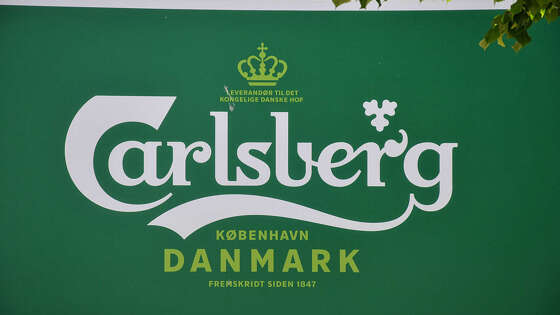 LEVERANDØR TIL DET
KONGELIGE DANSKE HOF
Carlsberg
KØBENHAVN
DANMARK
FREMSKRIDT SIDEN 1847